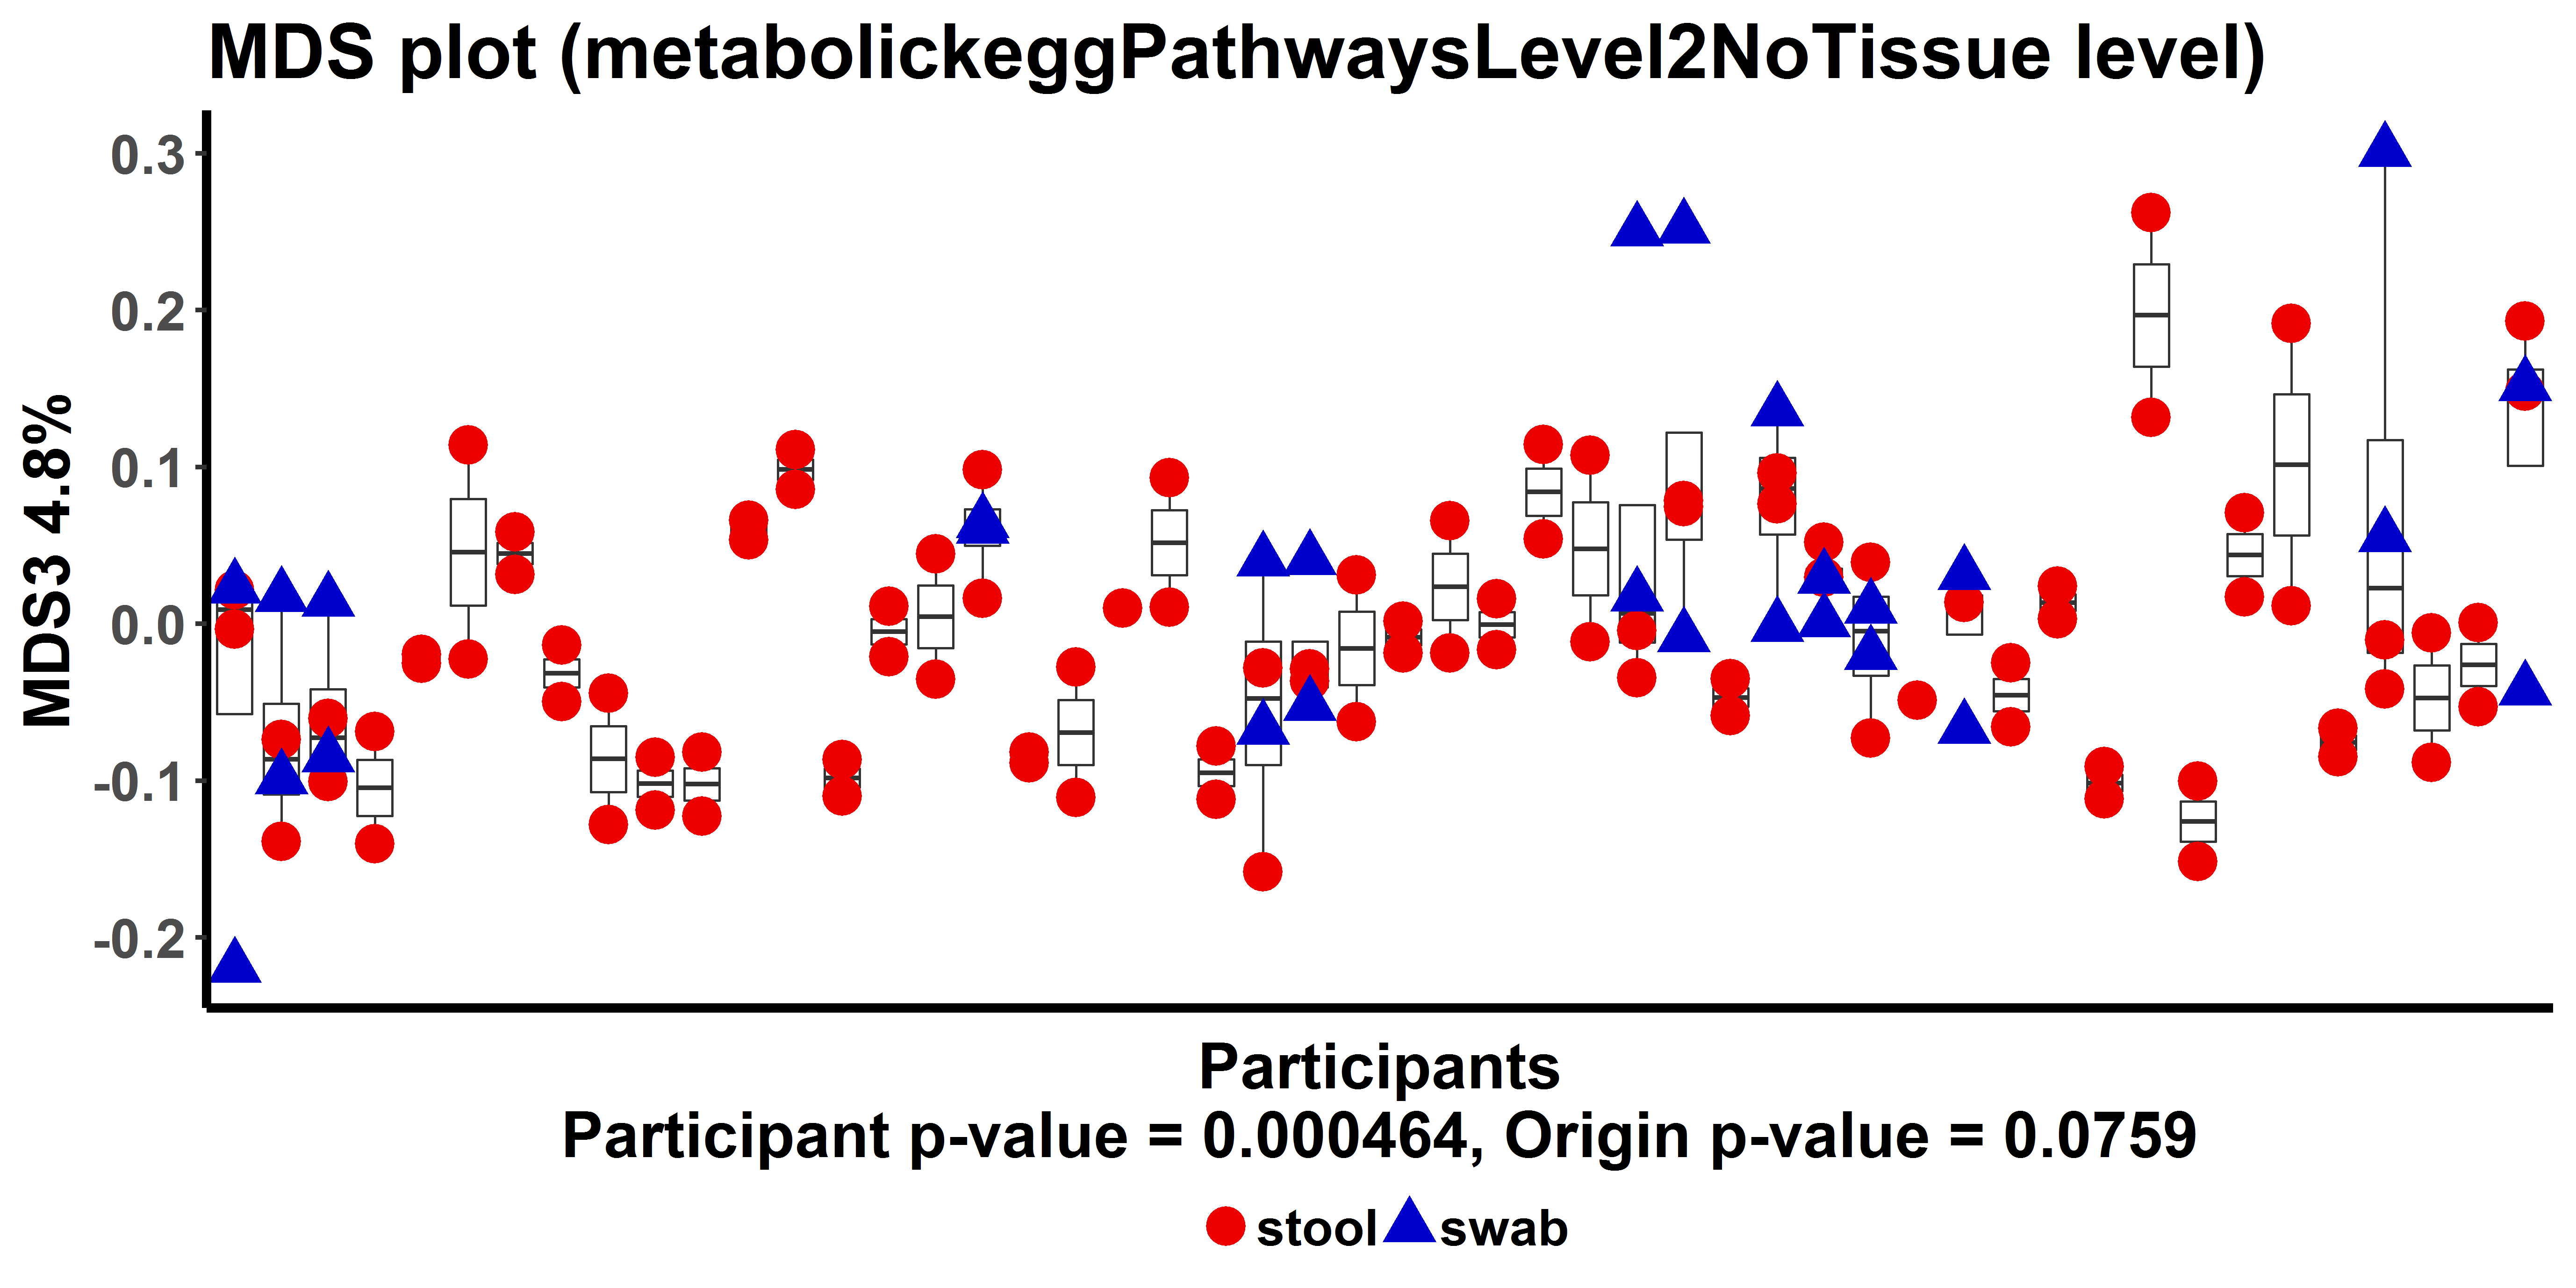 MDS plot (metabolickeggPathwaysLevel2NoTissue level)
MDS3 4.8%
0.3
0.2
0.1
0.0
-0.1
-0.2
Participants
Participant p-value = 0.000464, Origin p-value = 0.0759
stool swab